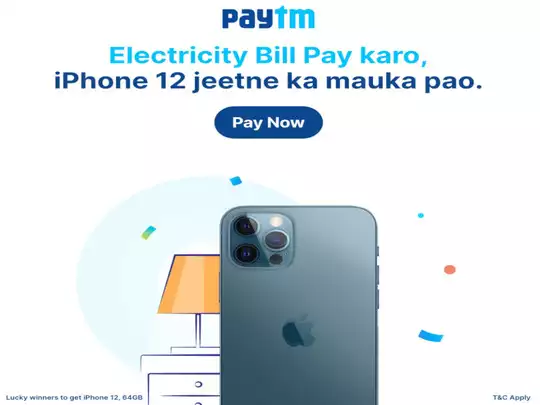 paytm
Electricity Bill Pay karo,
iPhone 12 jeetne ka mauka pao.
Pay Now
Lucky winners to get iPhone 12, 64GB
T&C Apply